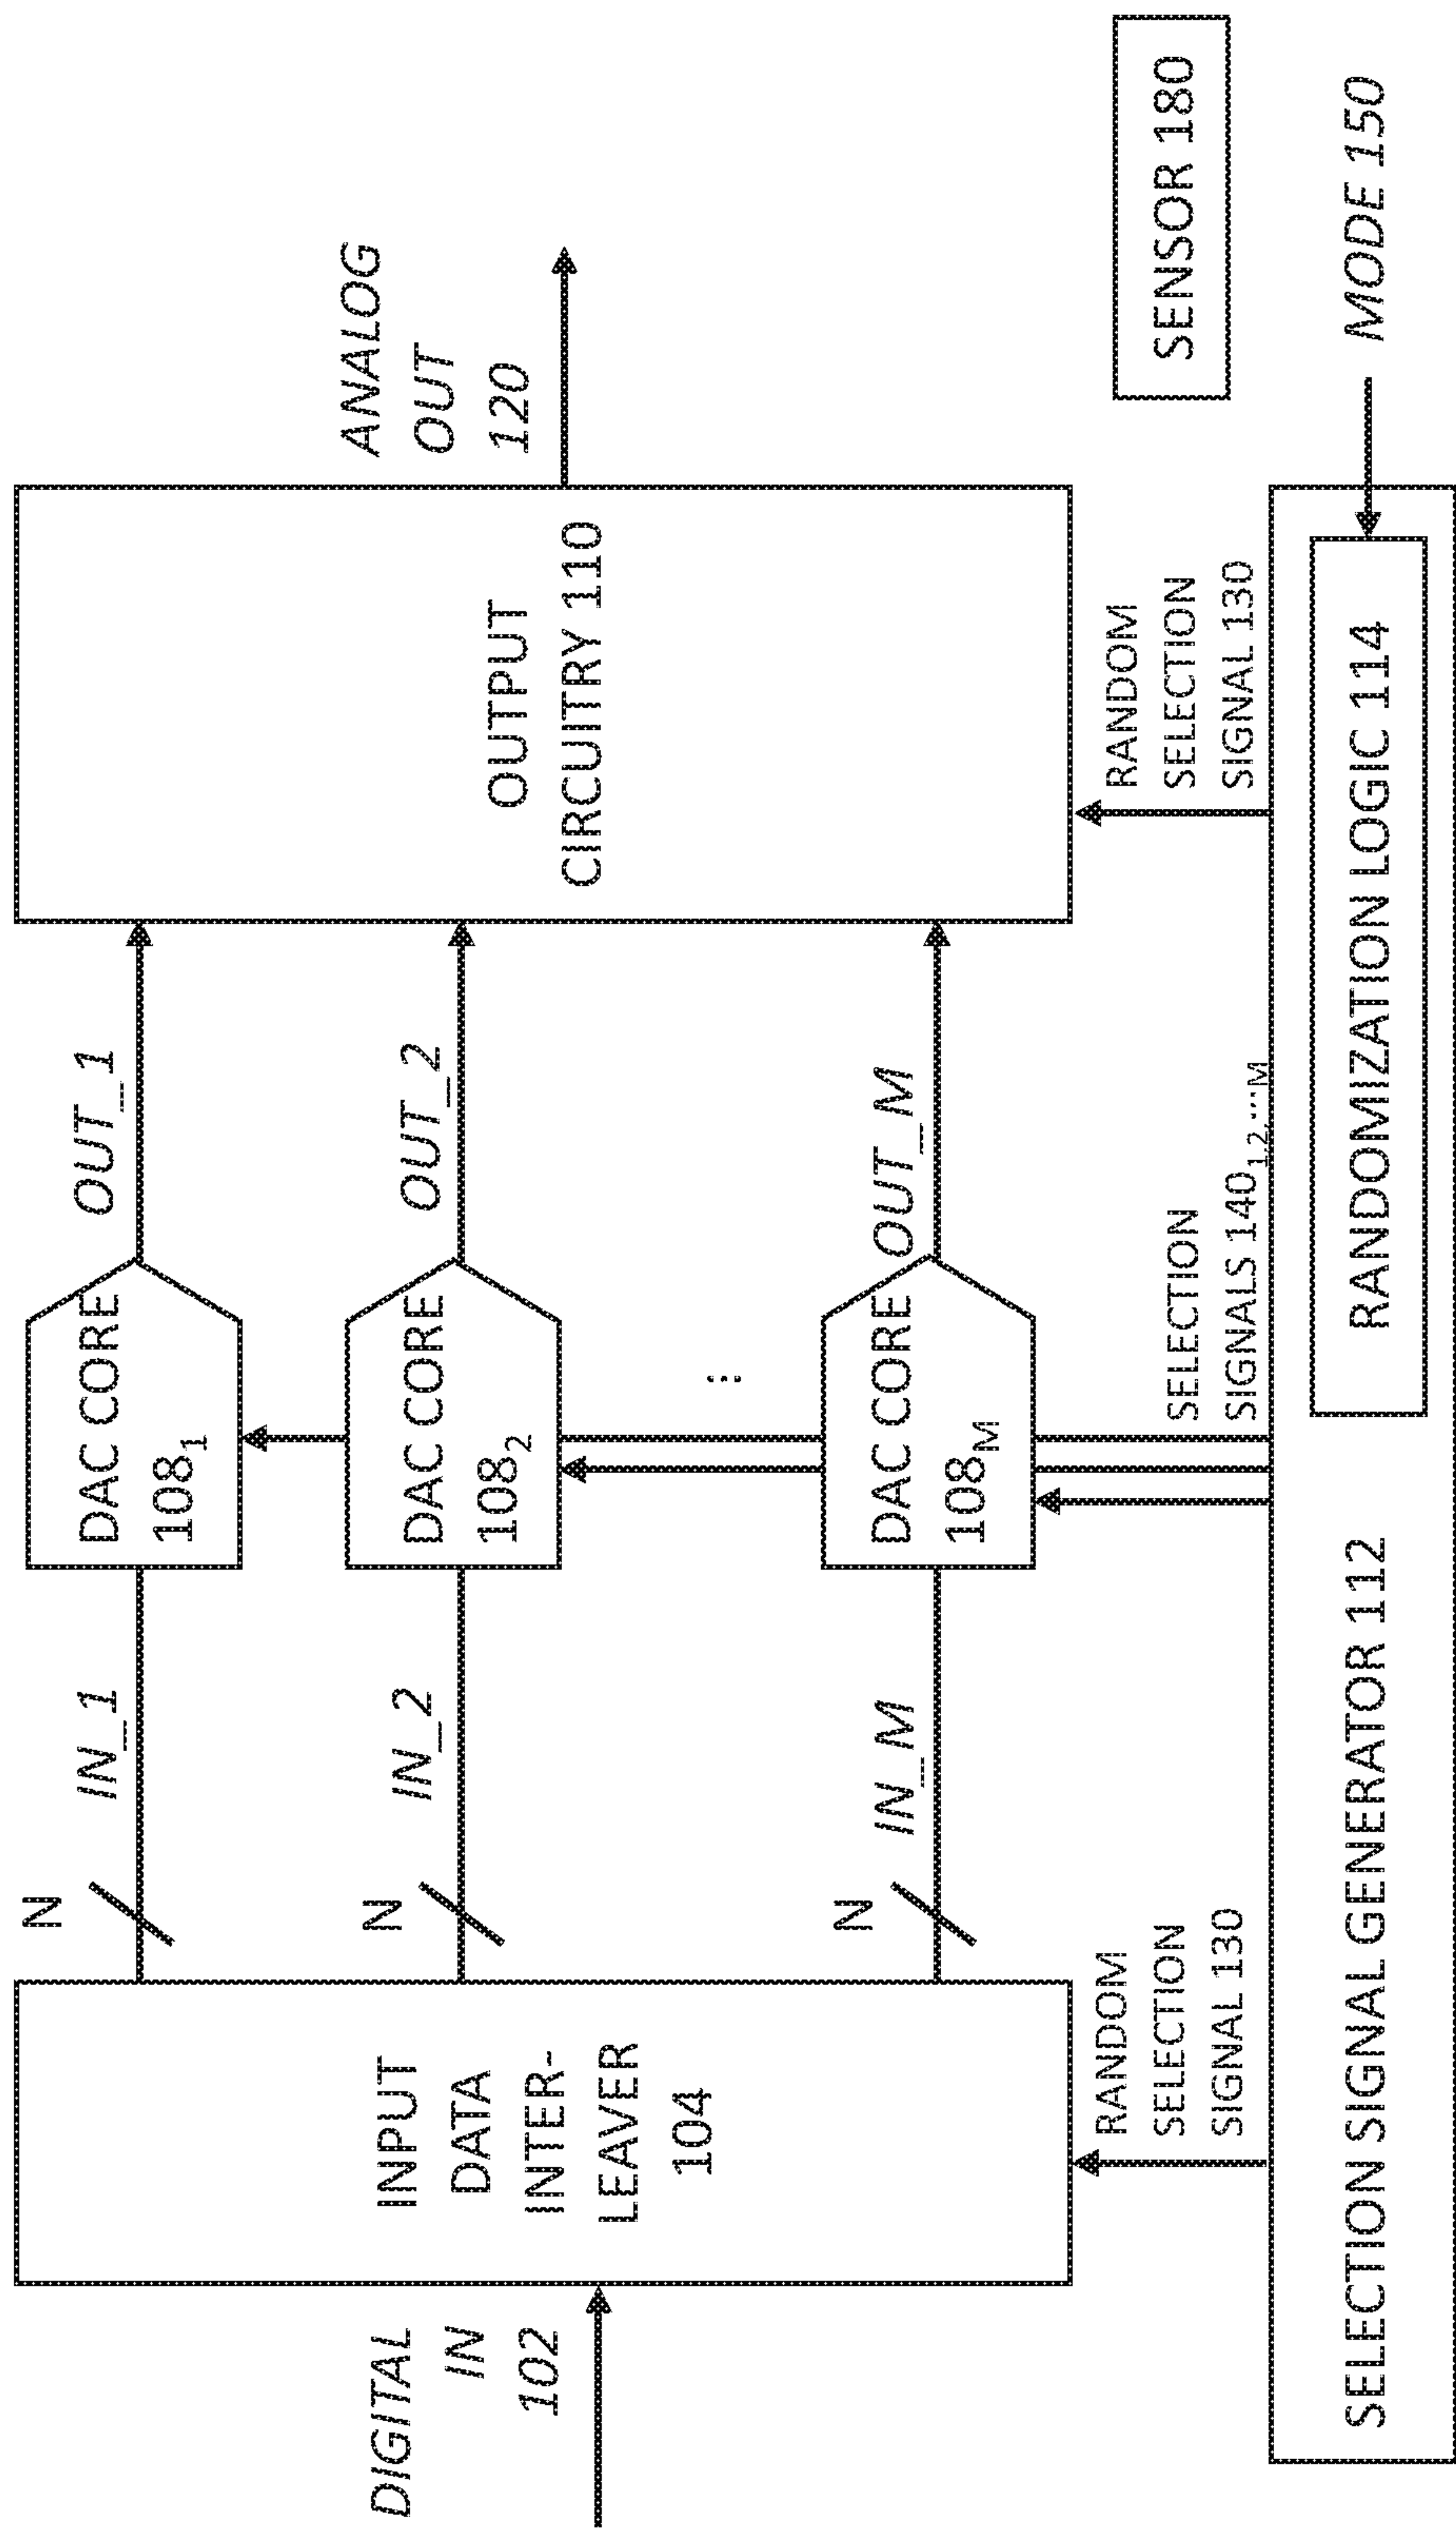 DIGITAL
IN
102
INPUT
DATA
INTER-
LEAVER
104
N
IN_1
N
IN_2
N
IN_M
DAC CORE
108₁
DAC CORE
108₂
⋮
DAC CORE
108M
OUT_1
OUT_2
OUT_M
OUTPUT
CIRCUITRY 110
ANALOG
OUT
120
RANDOM
SELECTION
SIGNAL 130
SELECTION
SIGNALS 140₁,₂,...M
RANDOM
SELECTION
SIGNAL 130
SENSOR 180
SELECTION SIGNAL GENERATOR 112
RANDOMIZATION LOGIC 114
MODE 150